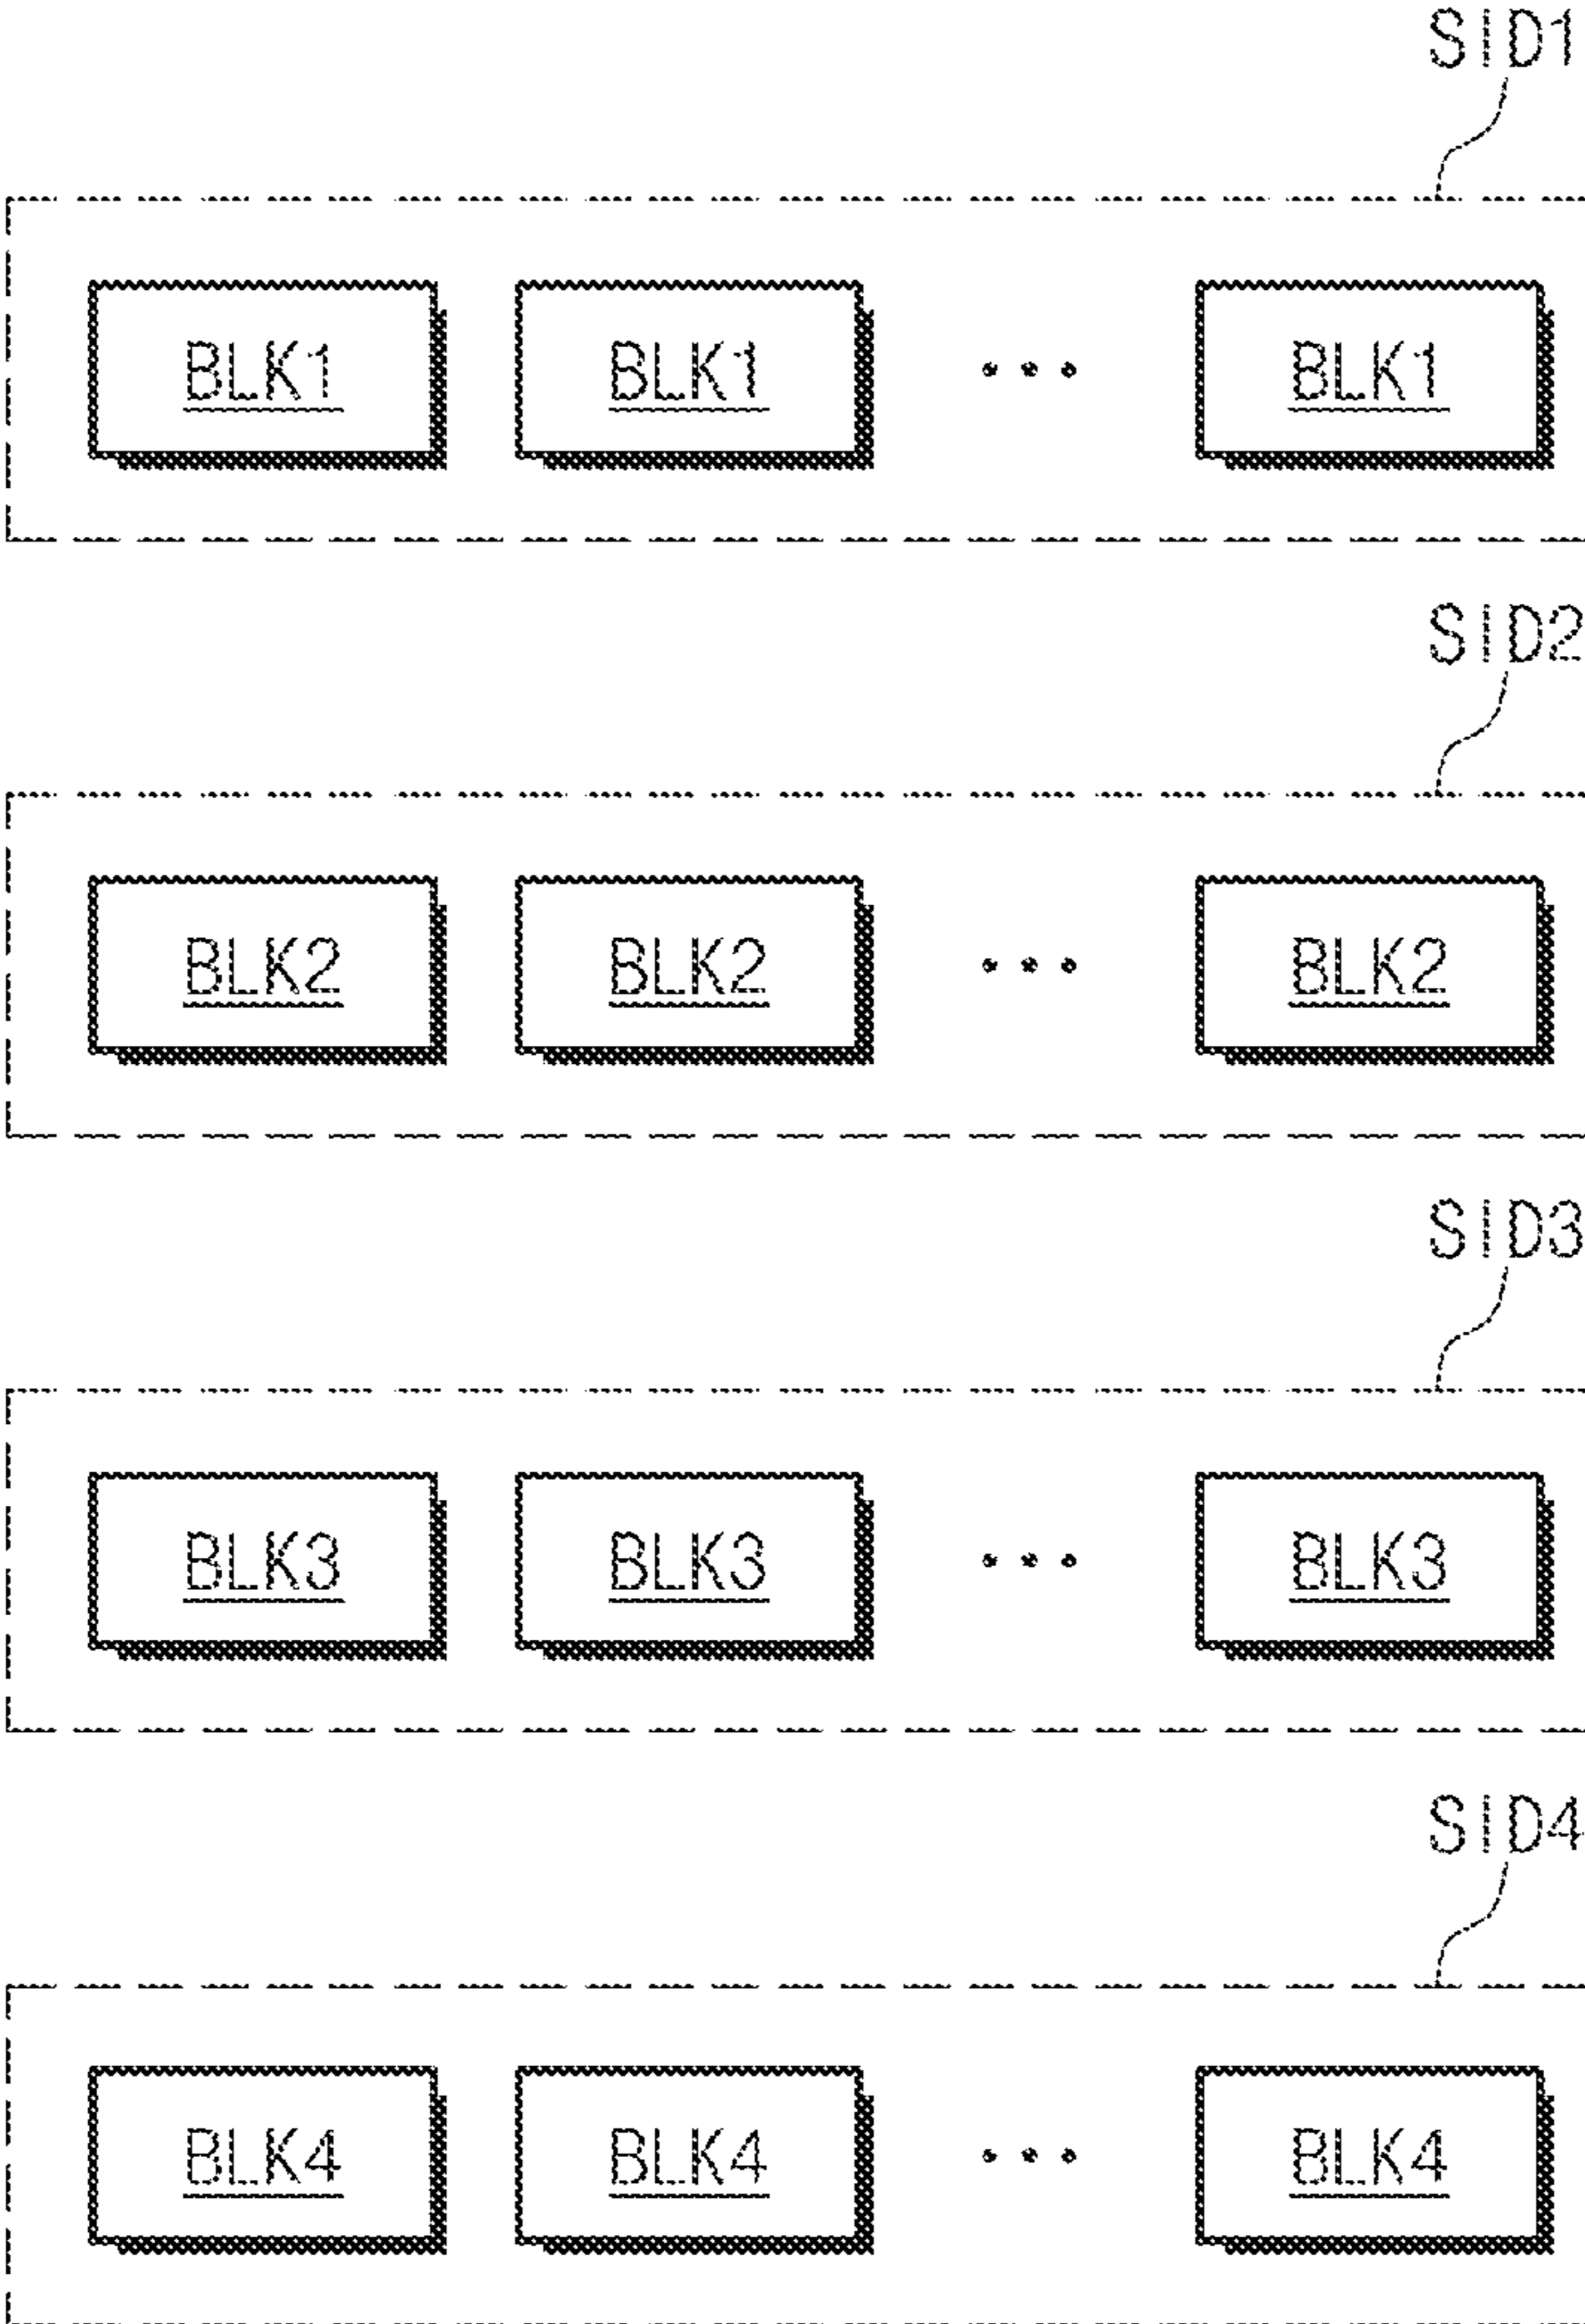 SID1
BLK1 BLK1 ... BLK1
SID2
BLK2 BLK2 ... BLK2
SID3
BLK3 BLK3 ... BLK3
SID4
BLK4 BLK4 ... BLK4